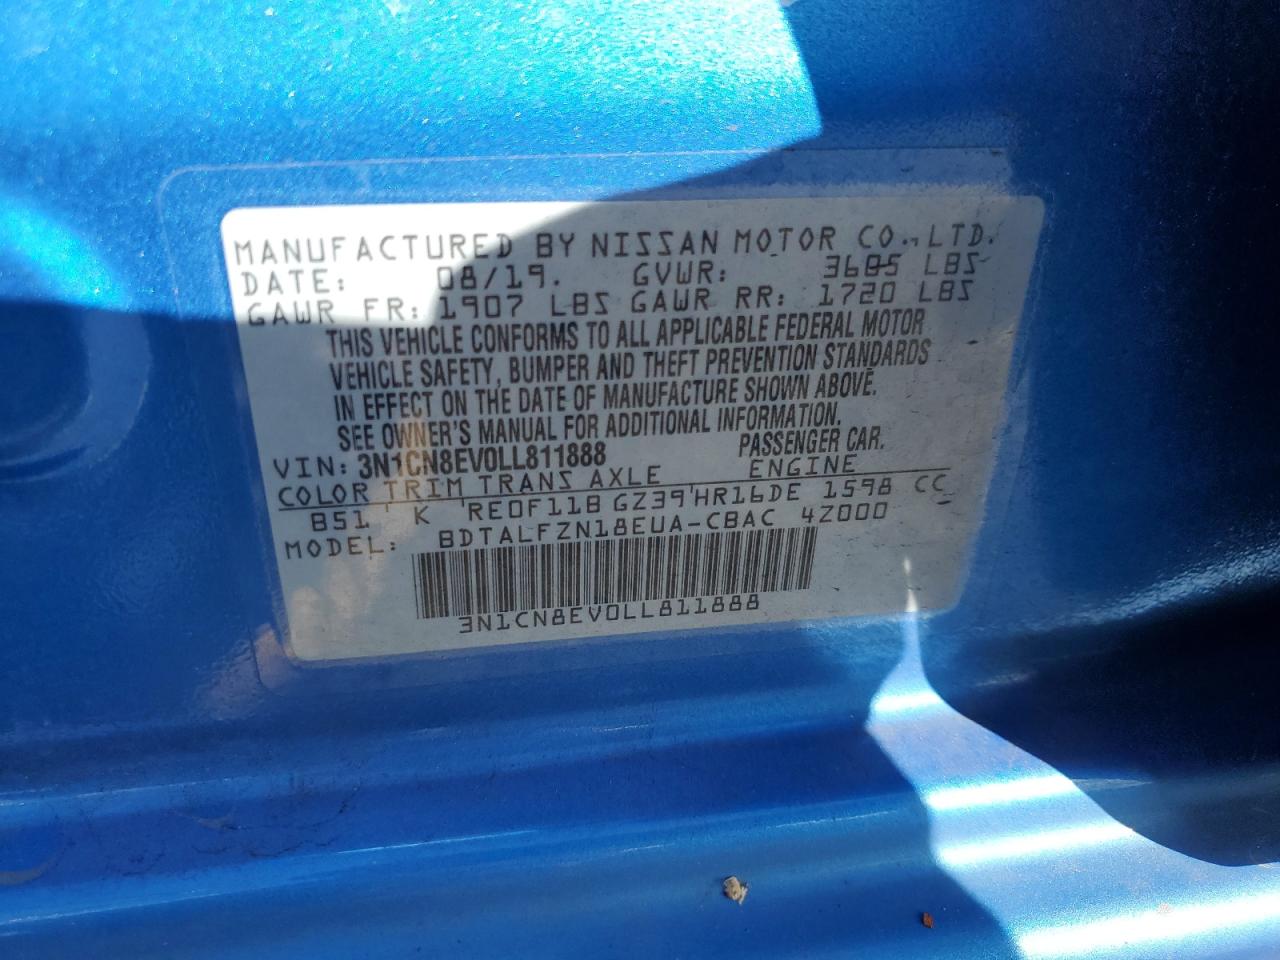 MANUFACTURED BY NISSAN MOTOR CO., LTD.
DATE: 08/19. GVWR: 3685 LBS
GAWR FR: 1907 LBS GAWR RR: 1720 LBS
THIS VEHICLE CONFORMS TO ALL APPLICABLE FEDERAL MOTOR
VEHICLE SAFETY, BUMPER AND THEFT PREVENTION STANDARDS
IN EFFECT ON THE DATE OF MANUFACTURE SHOWN ABOVE.
SEE OWNER'S MANUAL FOR ADDITIONAL INFORMATION.
VIN: 3N1CN8EV0LL811888 PASSENGER CAR.
COLOR TRIM TRANS AXLE ENGINE
B51 K RE0F11B GZ39 HR16DE 1598 CC
MODEL: BDTALFZN18EUA-CBAC 4Z000
3N1CN8EV0LL811888